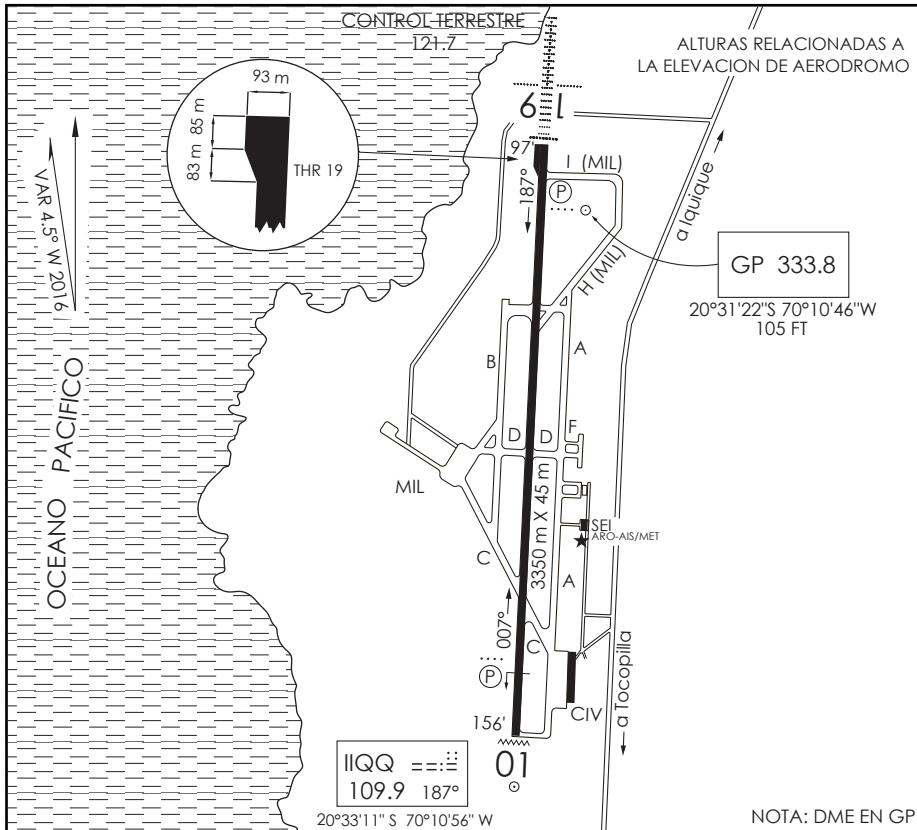 CONTROL TERRESTRE
121.7
ALTURAS RELACIONADAS A
LA ELEVACION DE AERODROMO
93 m
85 m
83 m
THR 19
VAR 4.5° W 2016
OCEANO PACIFICO
19
97'
187°
I (MIL)
P
H (MIL)
a Iquique
GP 333.8
20°31'22"S 70°10'46"W
105 FT
B
A
D
D
F
MIL
3350 m X 45 m
SEI
ARO-AIS/MET
C
A
007°
C
P
156'
CIV
a Tocopilla
01
IIQQ
109.9 187°
20°33'11" S 70°10'56" W
NOTA: DME EN GP